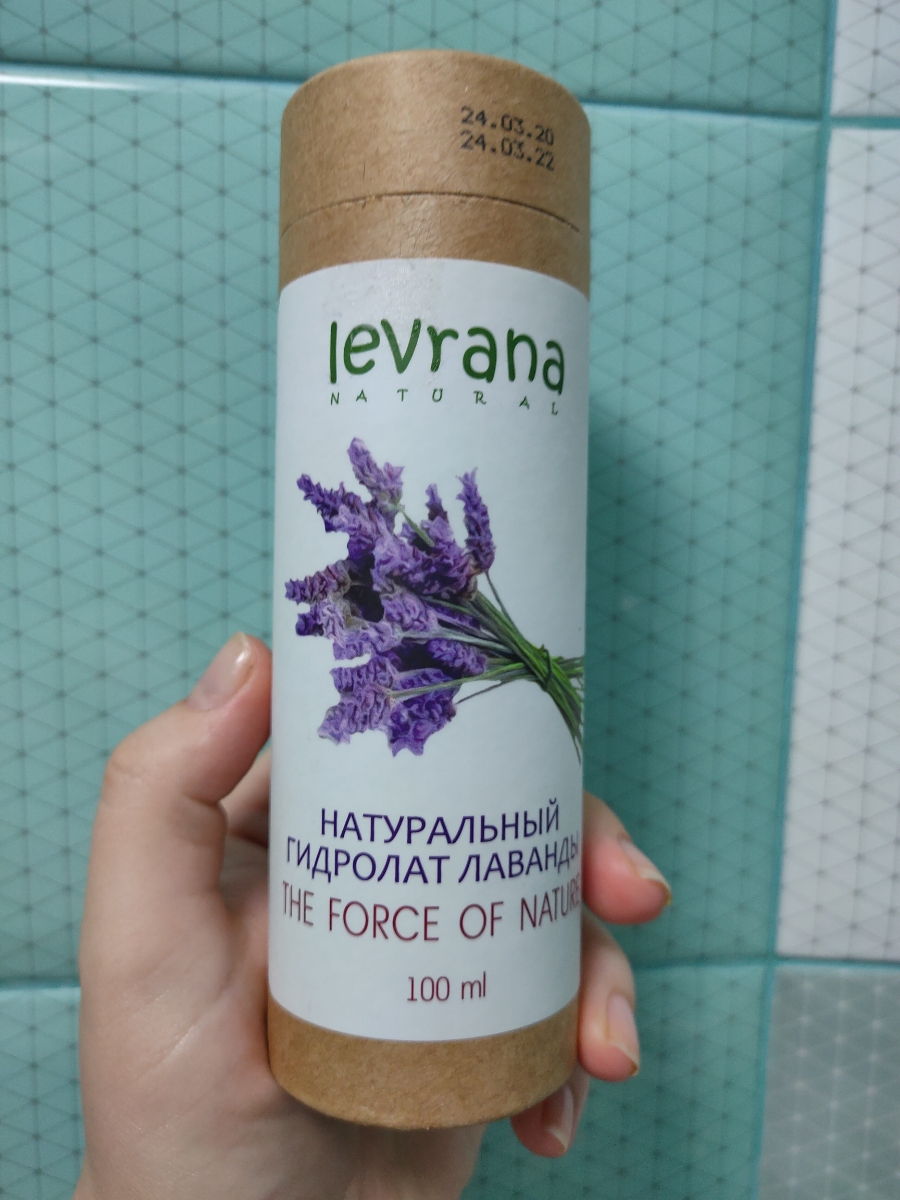 24.03.20
24.03.22
levrana
NATURAL
НАТУРАЛЬНЫЙ
ГИДРОЛАТ ЛАВАНДЫ
THE FORCE OF NATURE
100 ml